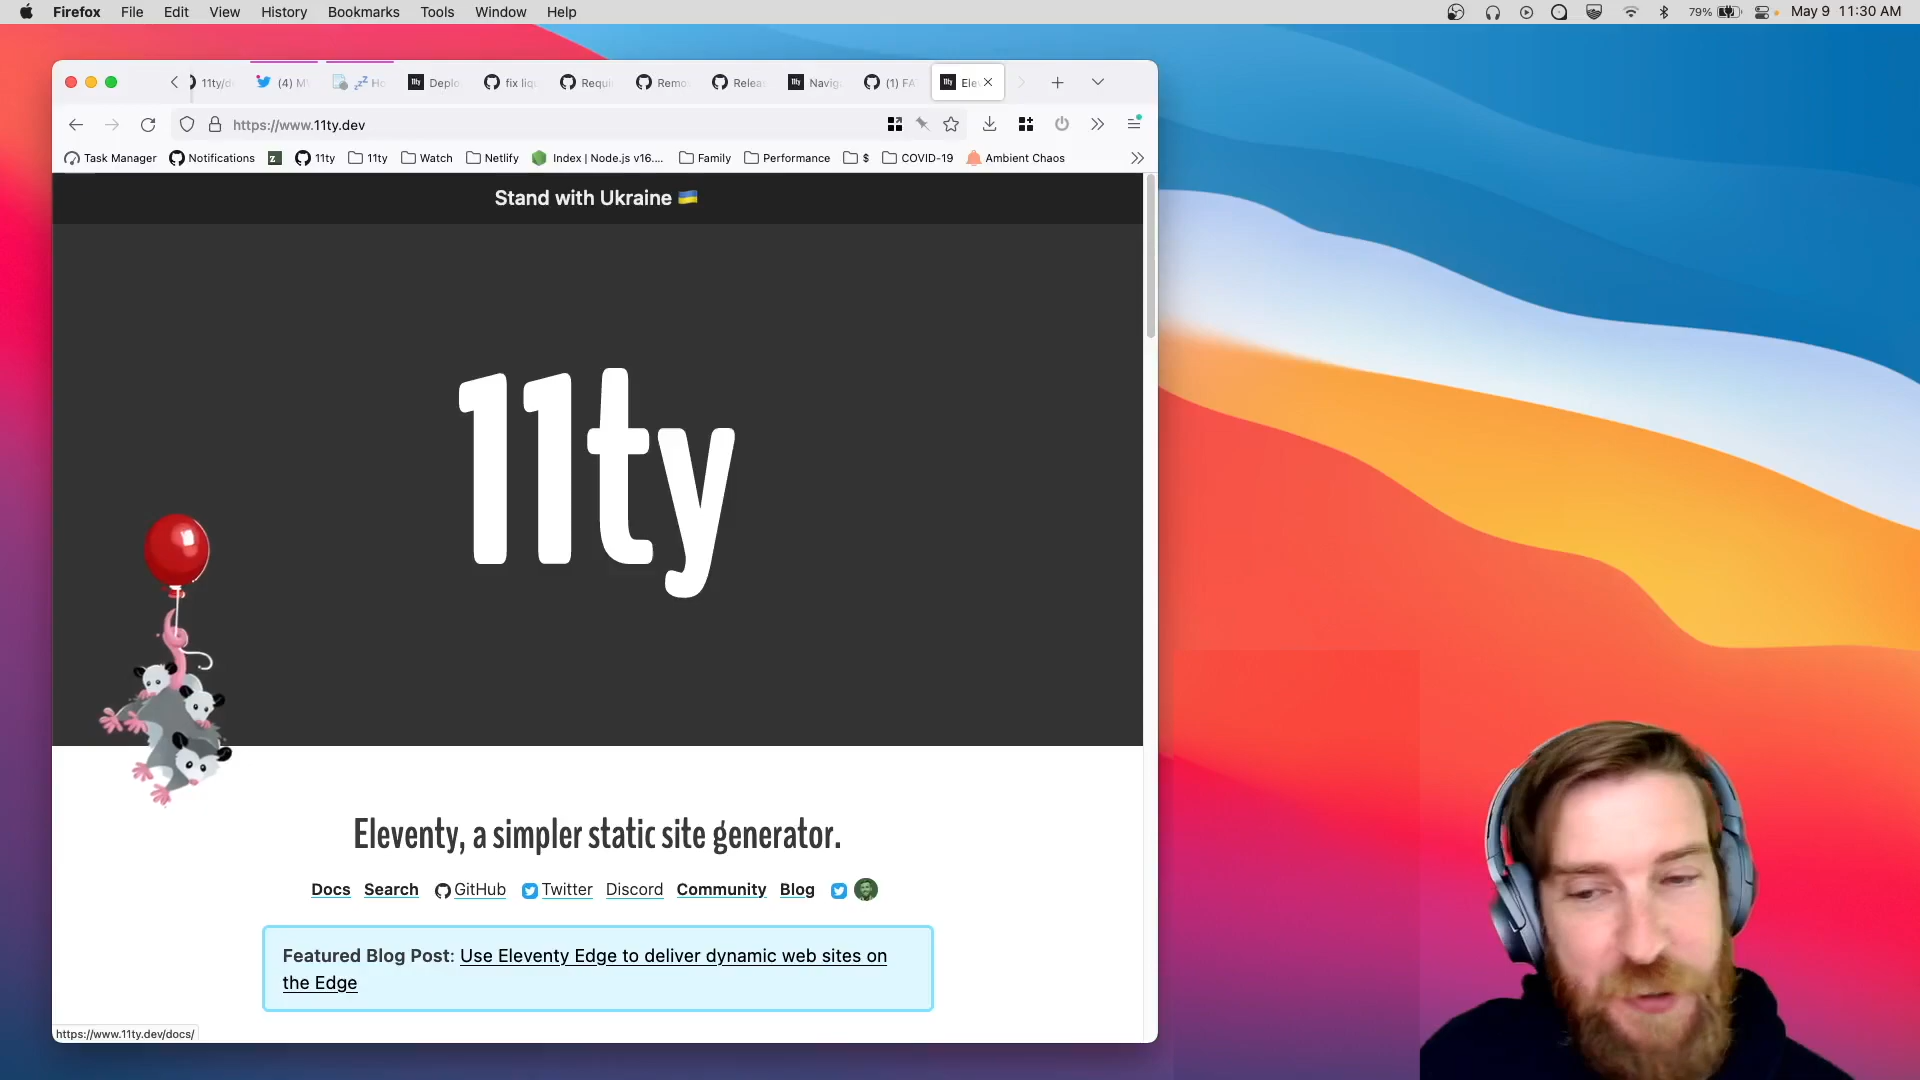 Firefox File Edit View History Bookmarks Tools Window Help 79% May 9 11:30 AM
11ty/d (4) M Ho Deplo fix liq Requi Remo Relea Navig (1) FA Ele
https://www.11ty.dev
Task Manager Notifications z 11ty 11ty Watch Netlify Index | Node.js v16.... Family Performance $ COVID-19 Ambient Chaos
Stand with Ukraine
11ty
Eleventy, a simpler static site generator.
Docs Search GitHub Twitter Discord Community Blog
Featured Blog Post: Use Eleventy Edge to deliver dynamic web sites on
the Edge
https://www.11ty.dev/docs/